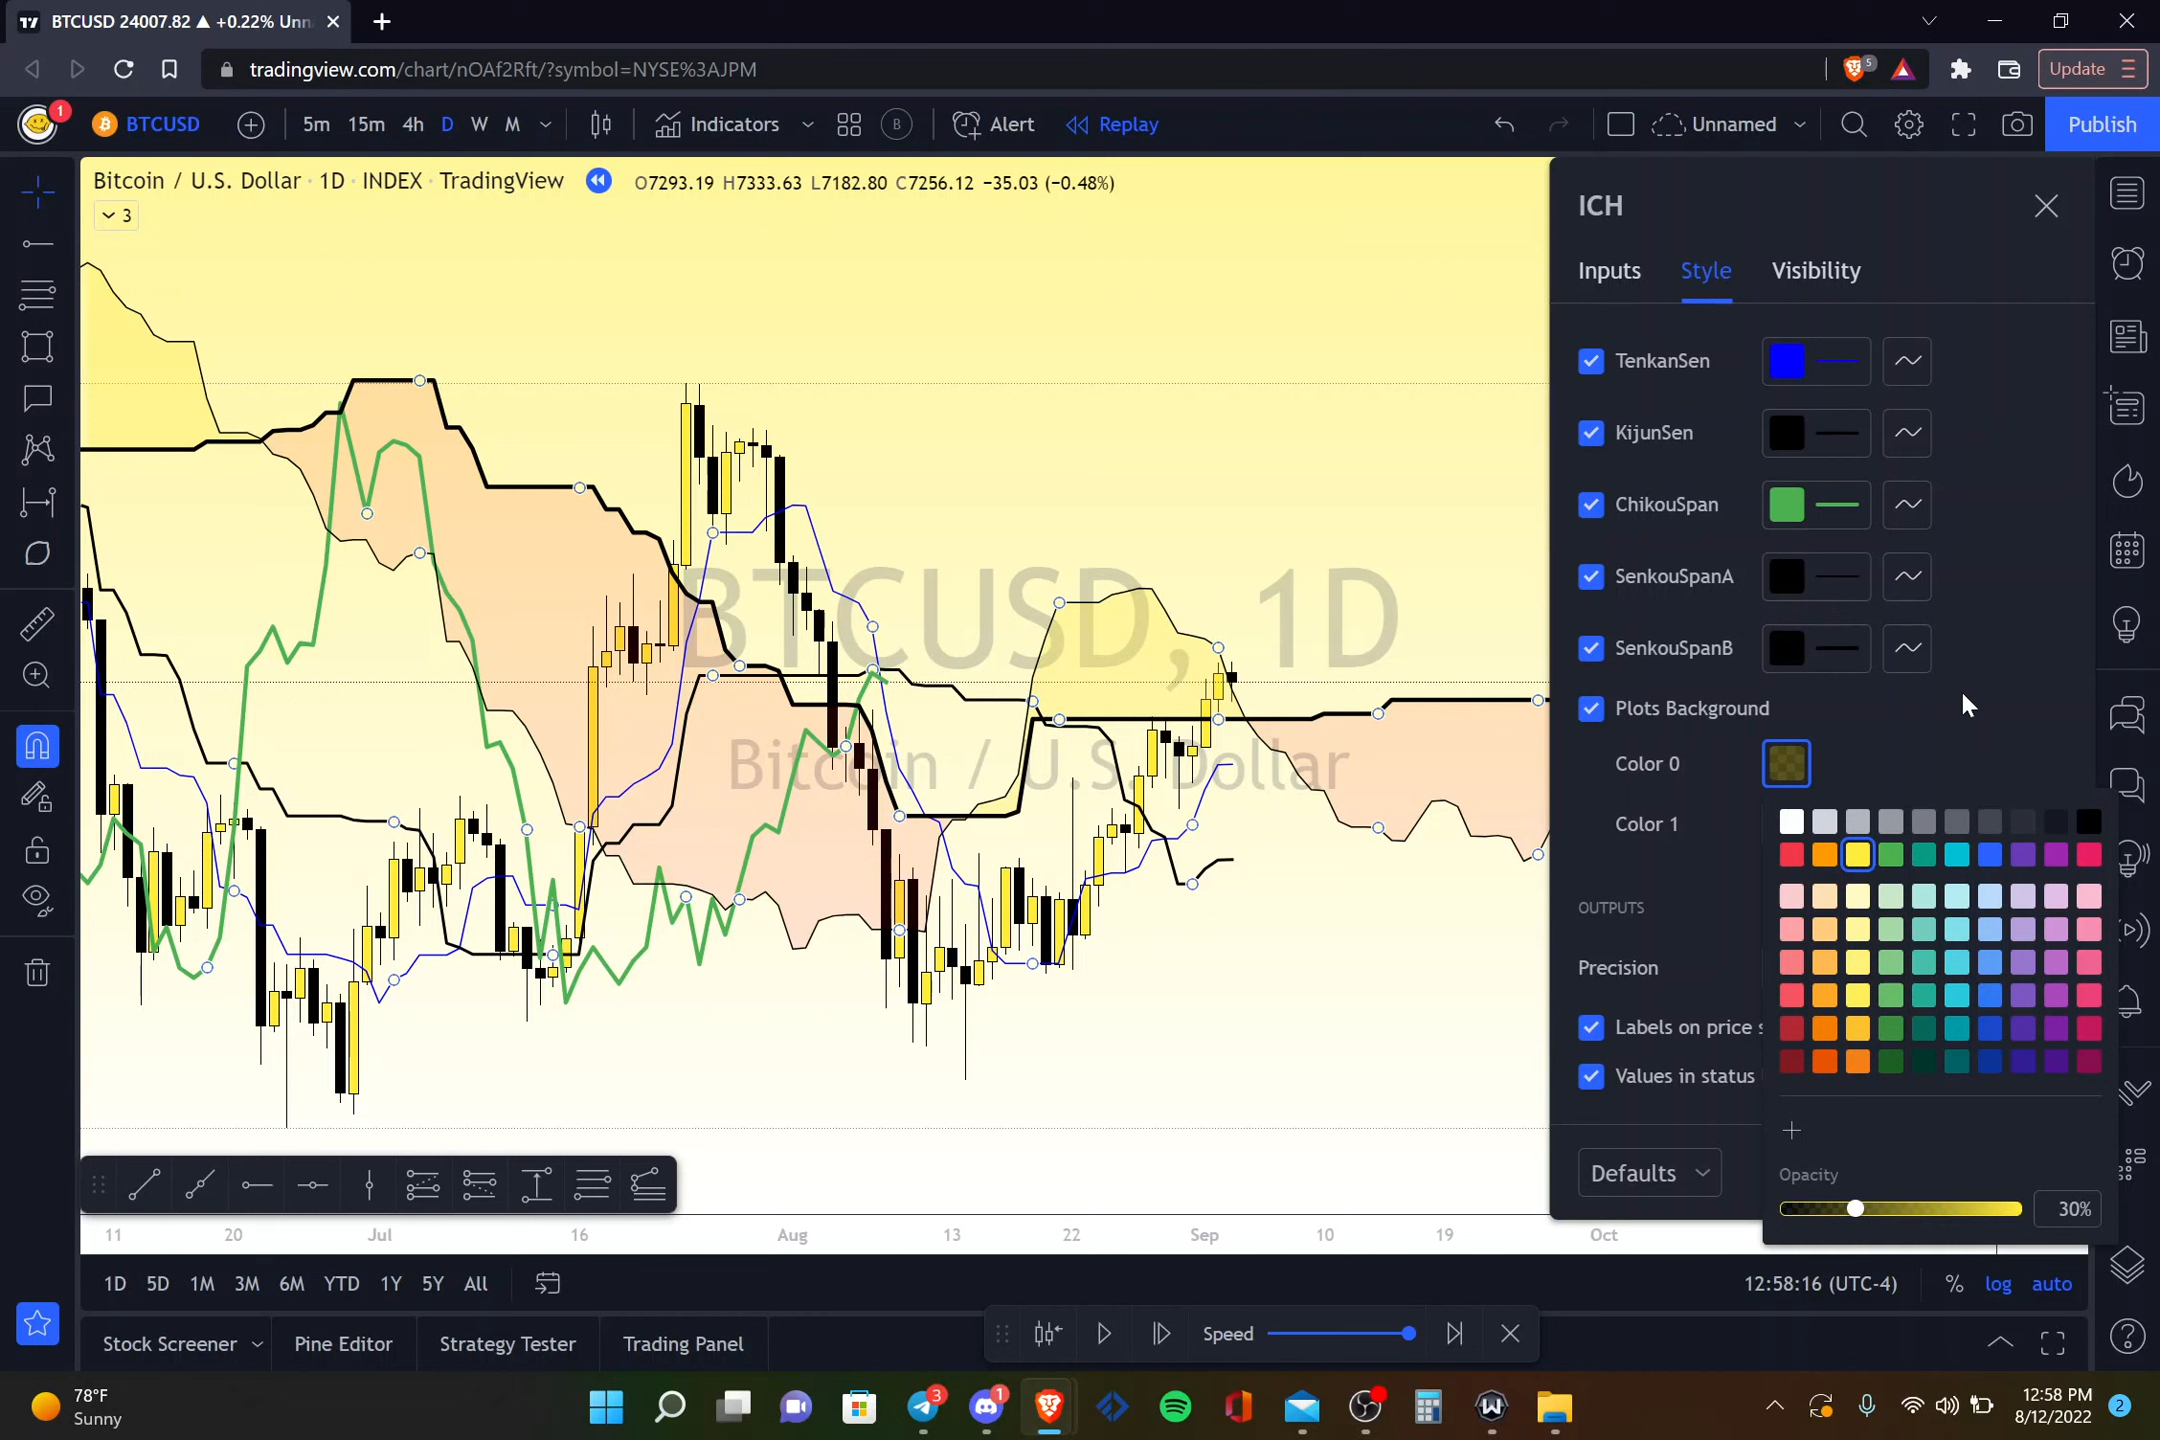 BTCUSD 24007.82 ▲ +0.22% Unn
tradingview.com/chart/nOAf2Rft/?symbol=NYSE%3AJPM
5
Update
1
BTCUSD
5m 15m 4h D W M
Indicators
B
Alert
Replay
Unnamed
Publish
Bitcoin / U.S. Dollar · 1D · INDEX · TradingView
O7293.19 H7333.63 L7182.80 C7256.12 −35.03 (−0.48%)
3
BTCUSD, 1D
Bitcoin / U.S. Dollar
ICH
Inputs Style Visibility
TenkanSen
KijunSen
ChikouSpan
SenkouSpanA
SenkouSpanB
Plots Background
Color 0
Color 1
OUTPUTS
Precision
Labels on price s
Values in status
Opacity
30%
Defaults
11 20 Jul 16 Aug 13 22 Sep 10 19 Oct
1D 5D 1M 3M 6M YTD 1Y 5Y All
12:58:16 (UTC-4) % log auto
Stock Screener Pine Editor Strategy Tester Trading Panel
Speed
78°F
Sunny
3
1
12:58 PM
8/12/2022
2